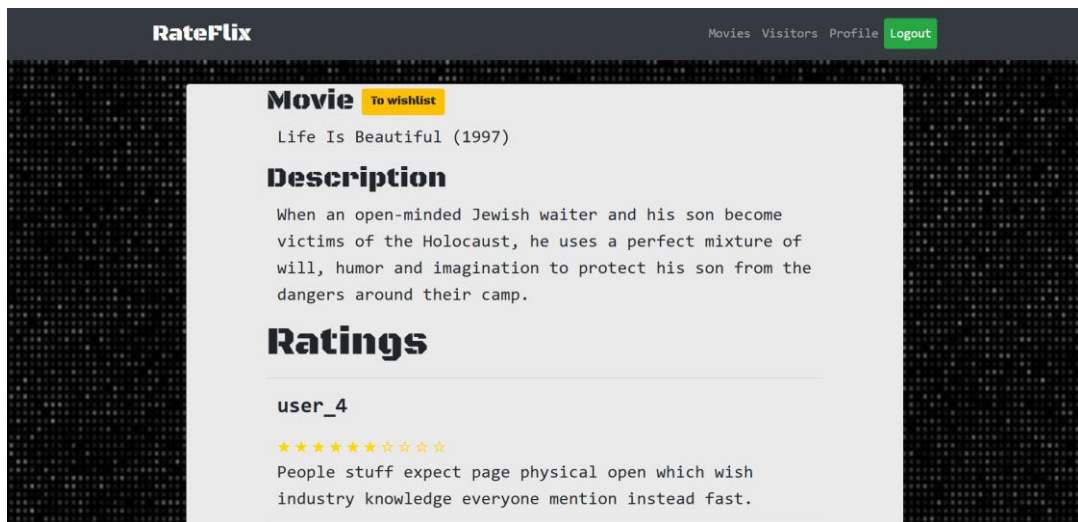 RateFlix
Movies Visitors Profile Logout
Movie To wishlist
Life Is Beautiful (1997)
Description
When an open-minded Jewish waiter and his son become
victims of the Holocaust, he uses a perfect mixture of
will, humor and imagination to protect his son from the
dangers around their camp.
Ratings
user_4
★★★★★★☆☆☆☆
People stuff expect page physical open which wish
industry knowledge everyone mention instead fast.